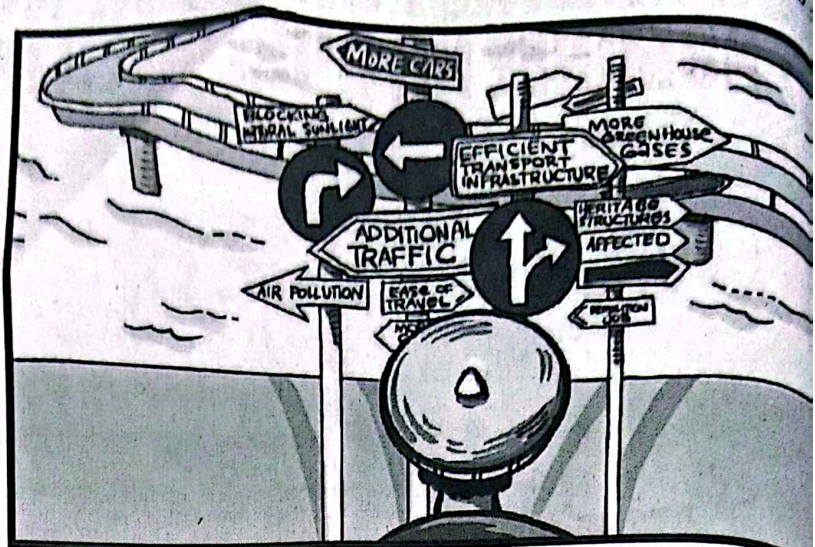 MORE CARS
BLOCKING
NATURAL SUNLIGHT
MORE
GREENHOUSE
GASES
EFFICIENT
TRANSPORT
INFRASTRUCTURE
HERITAGE
STRUCTURES
AFFECTED
ADDITIONAL
TRAFFIC
AIR POLLUTION
EASE OF
TRAVEL